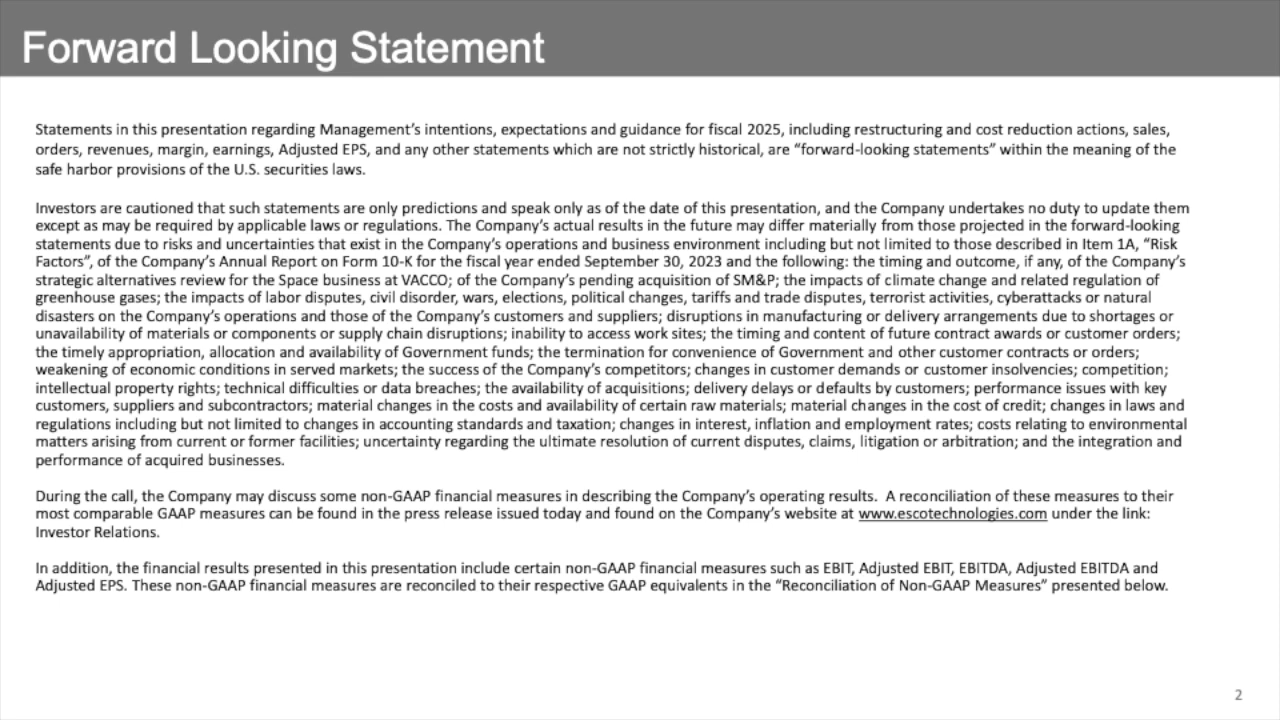 Forward Looking Statement
Statements in this presentation regarding Management’s intentions, expectations and guidance for fiscal 2025, including restructuring and cost reduction actions, sales,
orders, revenues, margin, earnings, Adjusted EPS, and any other statements which are not strictly historical, are “forward-looking statements” within the meaning of the
safe harbor provisions of the U.S. securities laws.
Investors are cautioned that such statements are only predictions and speak only as of the date of this presentation, and the Company undertakes no duty to update them
except as may be required by applicable laws or regulations. The Company’s actual results in the future may differ materially from those projected in the forward-looking
statements due to risks and uncertainties that exist in the Company’s operations and business environment including but not limited to those described in Item 1A, “Risk
Factors”, of the Company’s Annual Report on Form 10-K for the fiscal year ended September 30, 2023 and the following: the timing and outcome, if any, of the Company’s
strategic alternatives review for the Space business at VACCO; of the Company’s pending acquisition of SM&P; the impacts of climate change and related regulation of
greenhouse gases; the impacts of labor disputes, civil disorder, wars, elections, political changes, tariffs and trade disputes, terrorist activities, cyberattacks or natural
disasters on the Company’s operations and those of the Company’s customers and suppliers; disruptions in manufacturing or delivery arrangements due to shortages or
unavailability of materials or components or supply chain disruptions; inability to access work sites; the timing and content of future contract awards or customer orders;
the timely appropriation, allocation and availability of Government funds; the termination for convenience of Government and other customer contracts or orders;
weakening of economic conditions in served markets; the success of the Company’s competitors; changes in customer demands or customer insolvencies; competition;
intellectual property rights; technical difficulties or data breaches; the availability of acquisitions; delivery delays or defaults by customers; performance issues with key
customers, suppliers and subcontractors; material changes in the costs and availability of certain raw materials; material changes in the cost of credit; changes in laws and
regulations including but not limited to changes in accounting standards and taxation; changes in interest, inflation and employment rates; costs relating to environmental
matters arising from current or former facilities; uncertainty regarding the ultimate resolution of current disputes, claims, litigation or arbitration; and the integration and
performance of acquired businesses.
During the call, the Company may discuss some non-GAAP financial measures in describing the Company’s operating results.  A reconciliation of these measures to their
most comparable GAAP measures can be found in the press release issued today and found on the Company’s website at www.escotechnologies.com under the link:
Investor Relations.
In addition, the financial results presented in this presentation include certain non-GAAP financial measures such as EBIT, Adjusted EBIT, EBITDA, Adjusted EBITDA and
Adjusted EPS. These non-GAAP financial measures are reconciled to their respective GAAP equivalents in the “Reconciliation of Non-GAAP Measures” presented below.
2